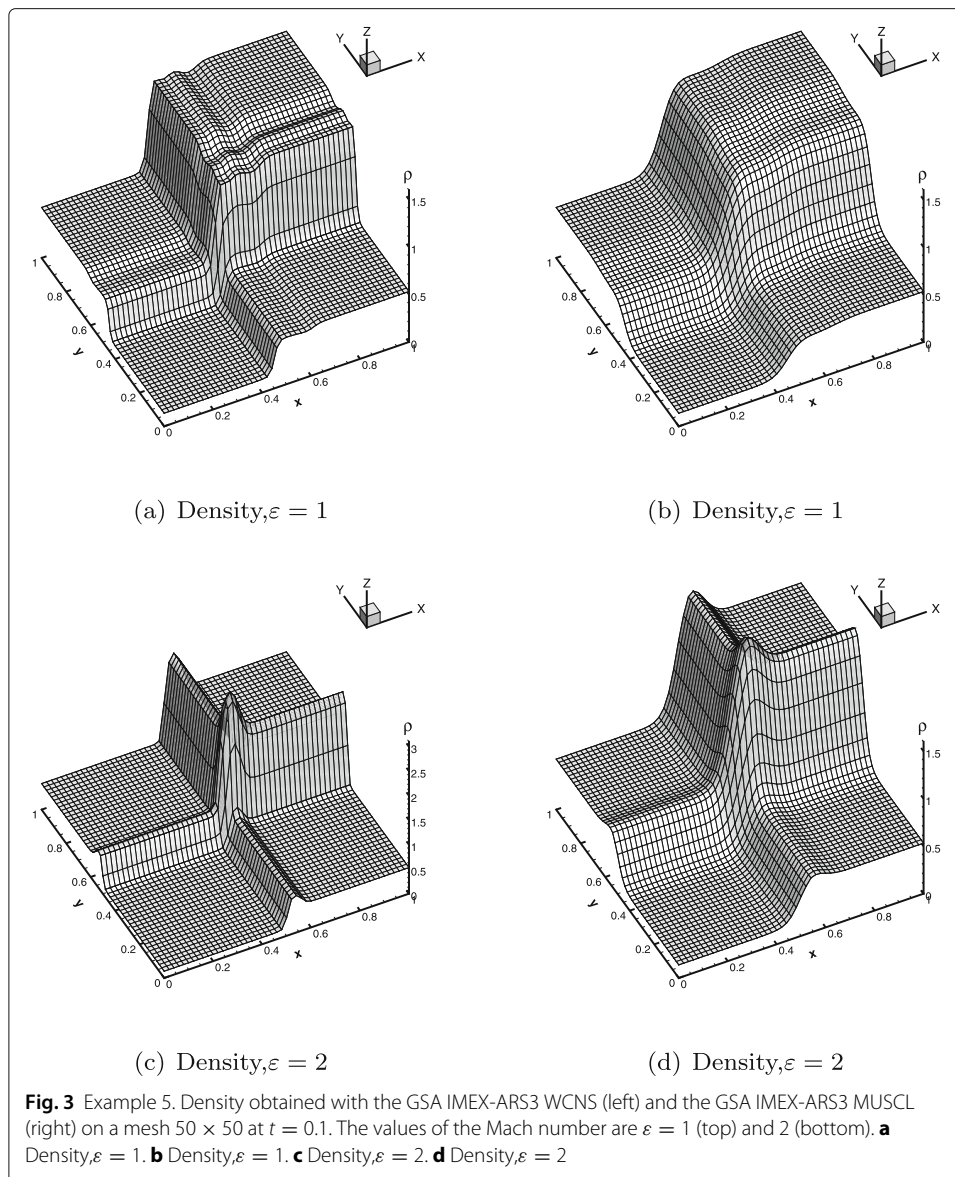 Y Z X
ρ
1.5
1
0.5
0
1
1
0.8
0.6
0.4
0.2
0
y
0
0.2
0.4
0.6
0.8
x
(a) Density,ε = 1
Y Z X
ρ
1.5
1
0.5
0
1
1
0.8
0.6
0.4
0.2
0
y
0
0.2
0.4
0.6
0.8
x
(b) Density,ε = 1
Y Z X
ρ
3
2.5
2
1.5
1
0.5
0
1
1
0.8
0.6
0.4
0.2
0
y
0
0.2
0.4
0.6
0.8
x
(c) Density,ε = 2
Y Z X
ρ
1.5
1
0.5
0
1
1
0.8
0.6
0.4
0.2
0
y
0
0.2
0.4
0.6
0.8
x
(d) Density,ε = 2
Fig. 3 Example 5. Density obtained with the GSA IMEX-ARS3 WCNS (left) and the GSA IMEX-ARS3 MUSCL
(right) on a mesh 50 × 50 at t = 0.1. The values of the Mach number are ε = 1 (top) and 2 (bottom). a
Density,ε = 1. b Density,ε = 1. c Density,ε = 2. d Density,ε = 2